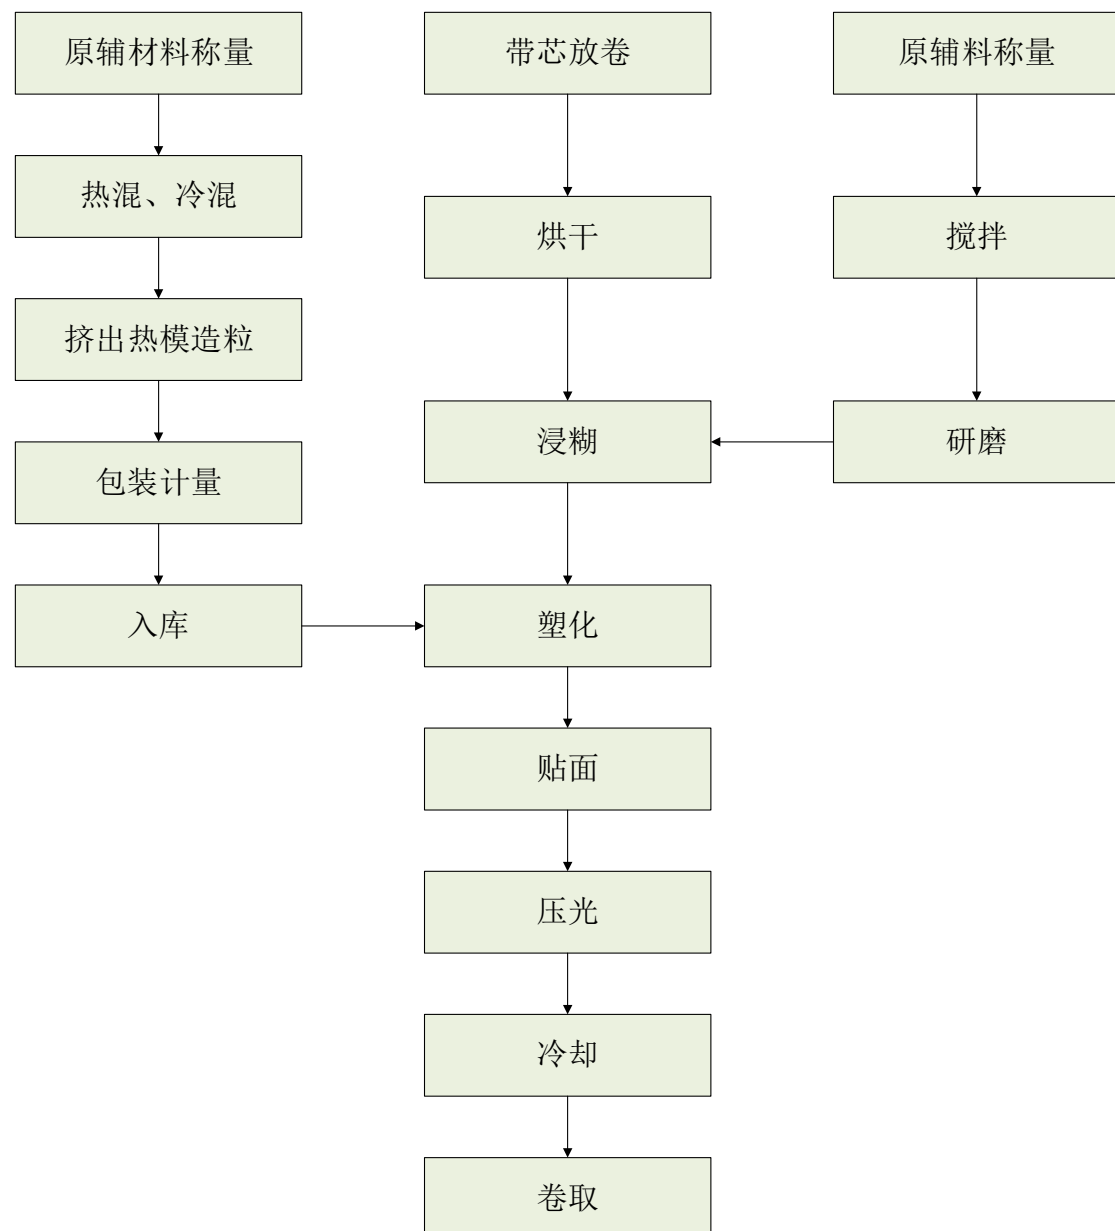 原辅材料称量
带芯放卷
原辅料称量
热混、冷混
烘干
搅拌
挤出热模造粒
浸糊
研磨
包装计量
入库
塑化
贴面
压光
冷却
卷取